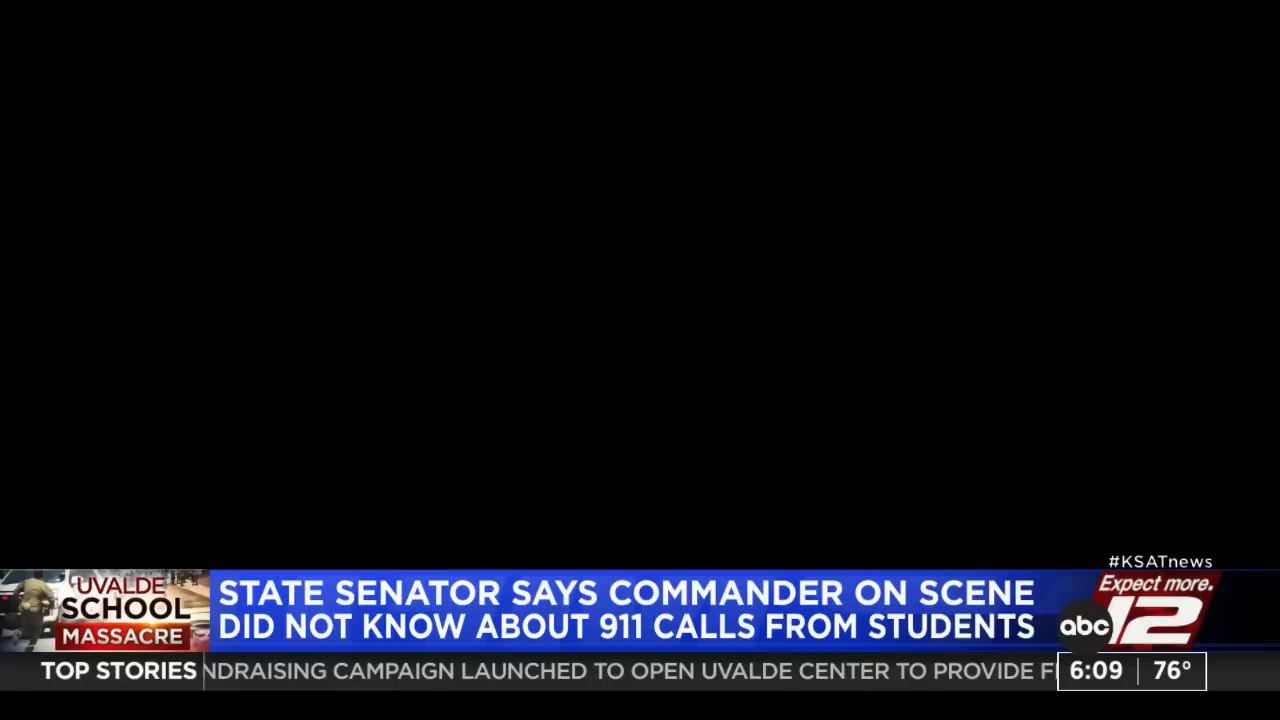 #KSATnews
UVALDE
SCHOOL
MASSACRE
STATE SENATOR SAYS COMMANDER ON SCENE
DID NOT KNOW ABOUT 911 CALLS FROM STUDENTS
Expect more.
abc
12
TOP STORIES
NDRAISING CAMPAIGN LAUNCHED TO OPEN UVALDE CENTER TO PROVIDE
6:09
76°